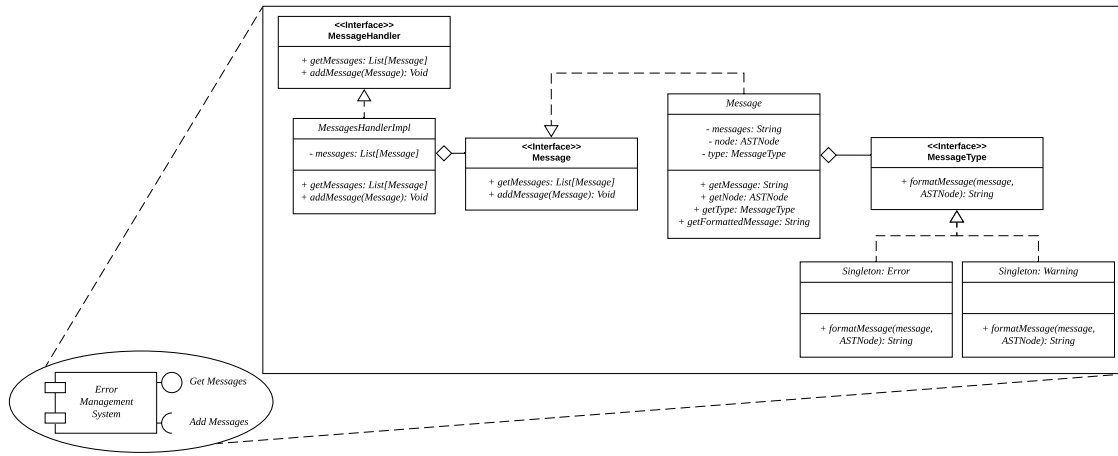 <<Interface>>
MessageHandler
+ getMessages: List[Message]
+ addMessage(Message): Void
MessagesHandlerImpl
- messages: List[Message]
+ getMessages: List[Message]
+ addMessage(Message): Void
<<Interface>>
Message
+ getMessages: List[Message]
+ addMessage(Message): Void
Message
- messages: String
- node: ASTNode
- type: MessageType
+ getMessage: String
+ getNode: ASTNode
+ getType: MessageType
+ getFormattedMessage: String
<<Interface>>
MessageType
+ formatMessage(message,
ASTNode): String
Singleton: Error
+ formatMessage(message,
ASTNode): String
Singleton: Warning
+ formatMessage(message,
ASTNode): String
Error
Management
System
Get Messages
Add Messages